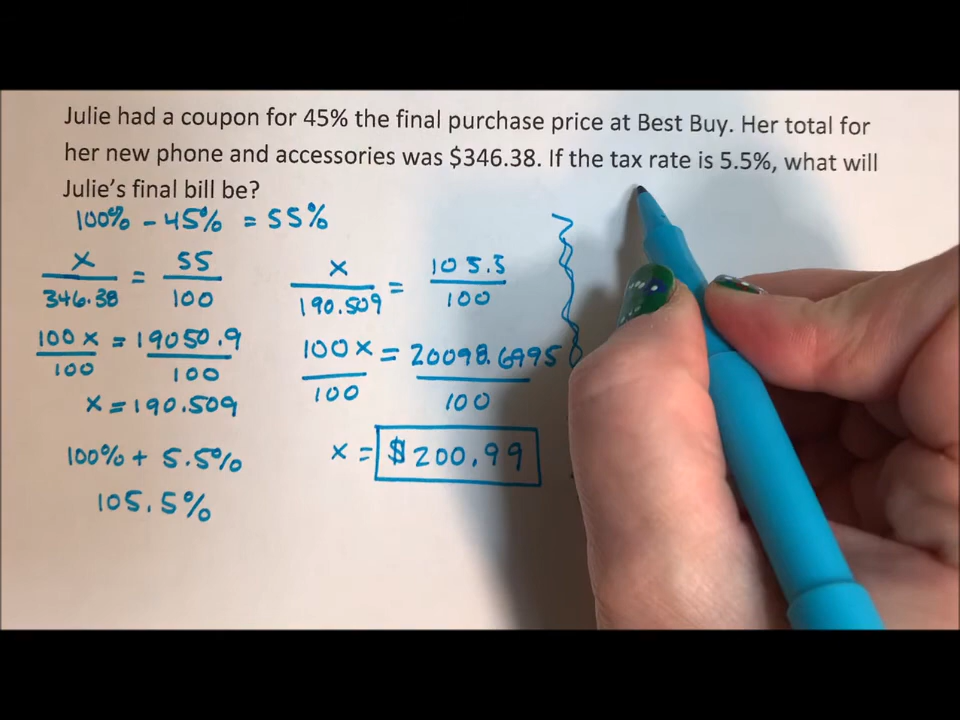 Julie had a coupon for 45% the final purchase price at Best Buy. Her total for
her new phone and accessories was $346.38. If the tax rate is 5.5%, what will
Julie's final bill be?
100% - 45% = 55%
x/346.38 = 55/100
100x/100 = 19050.9/100
x = 190.509
100% + 5.5%
105.5%
x/190.509 = 105.5/100
100x/100 = 20098.6995/100
x = $200.99